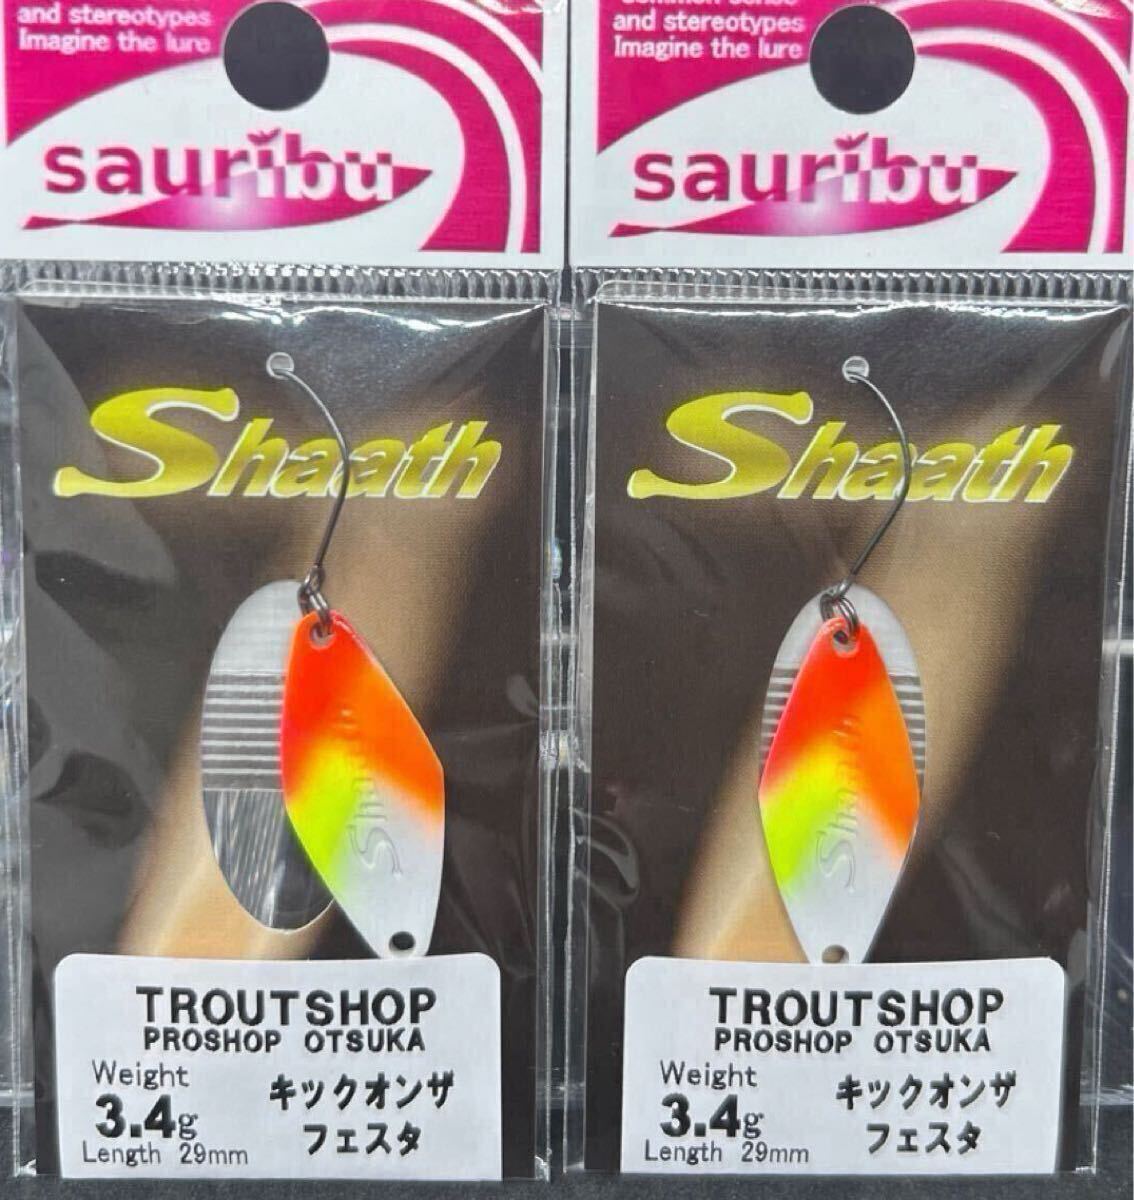 and stereotypes
Imagine the lure
sauribu
Shaath
Shaath
TROUTSHOP
PROSHOP OTSUKA
Weight
3.4g
Length 29mm
キックオンザ
フェスタ
Common sense
and stereotypes
Imagine the lure
sauribu
Shaath
Shaath
TROUTSHOP
PROSHOP OTSUKA
Weight
3.4g
Length 29mm
キックオンザ
フェスタ